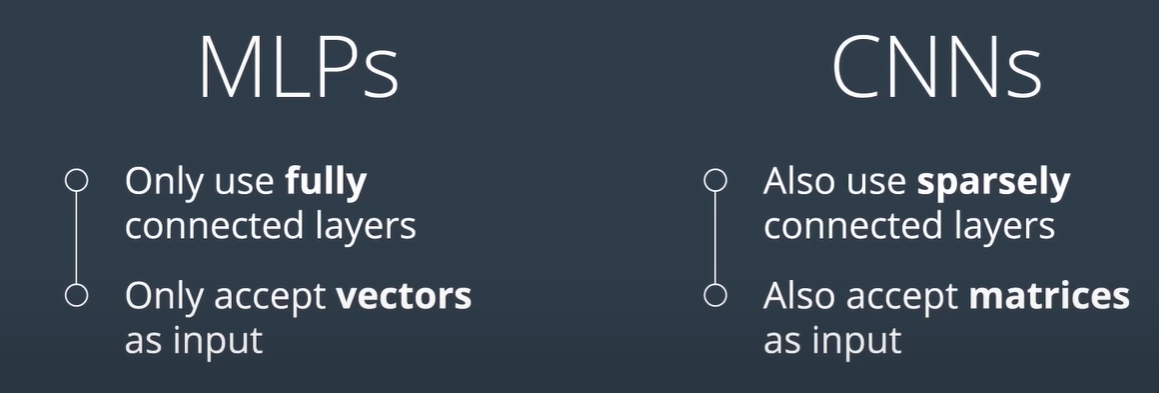 MLPs
Only use fully
connected layers
Only accept vectors
as input
CNNs
Also use sparsely
connected layers
Also accept matrices
as input